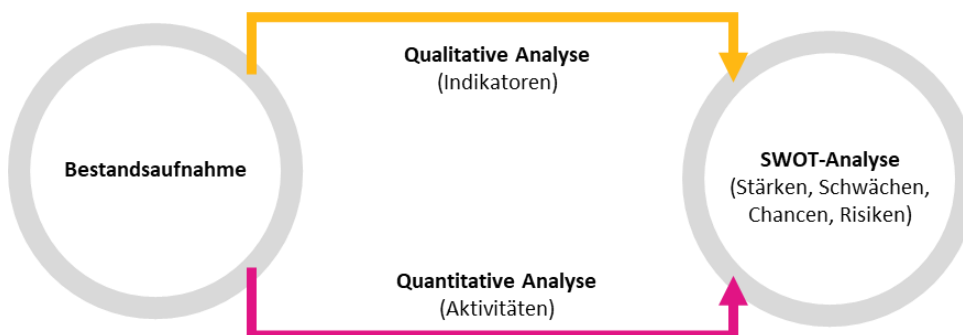 Qualitative Analyse
(Indikatoren)
Bestandsaufnahme
SWOT-Analyse
(Stärken, Schwächen,
Chancen, Risiken)
Quantitative Analyse
(Aktivitäten)